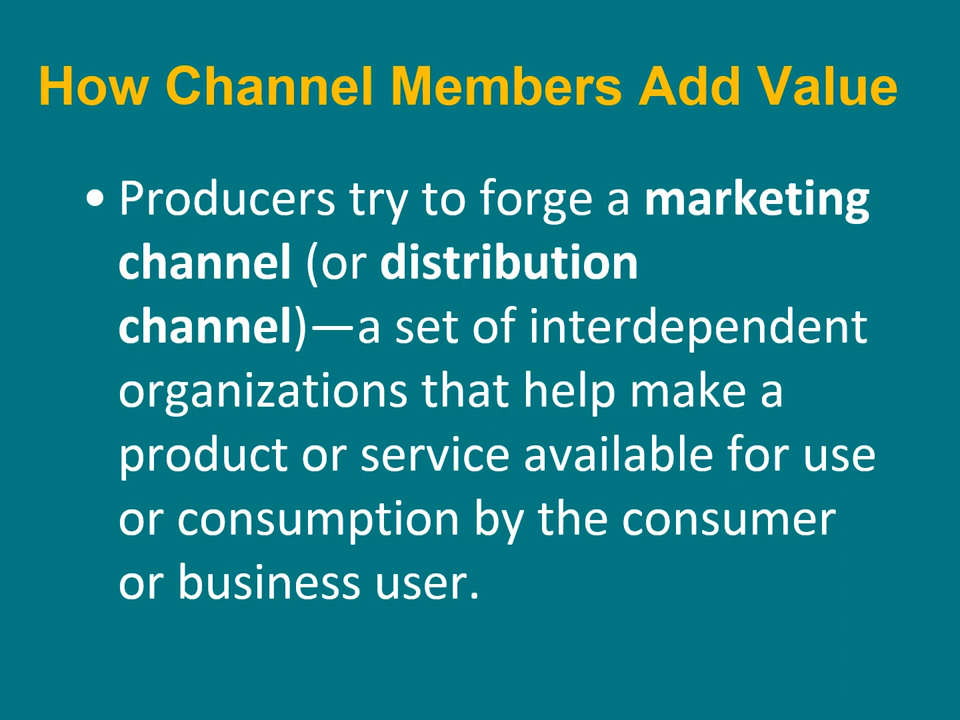 How Channel Members Add Value
• Producers try to forge a marketing
channel (or distribution
channel)—a set of interdependent
organizations that help make a
product or service available for use
or consumption by the consumer
or business user.